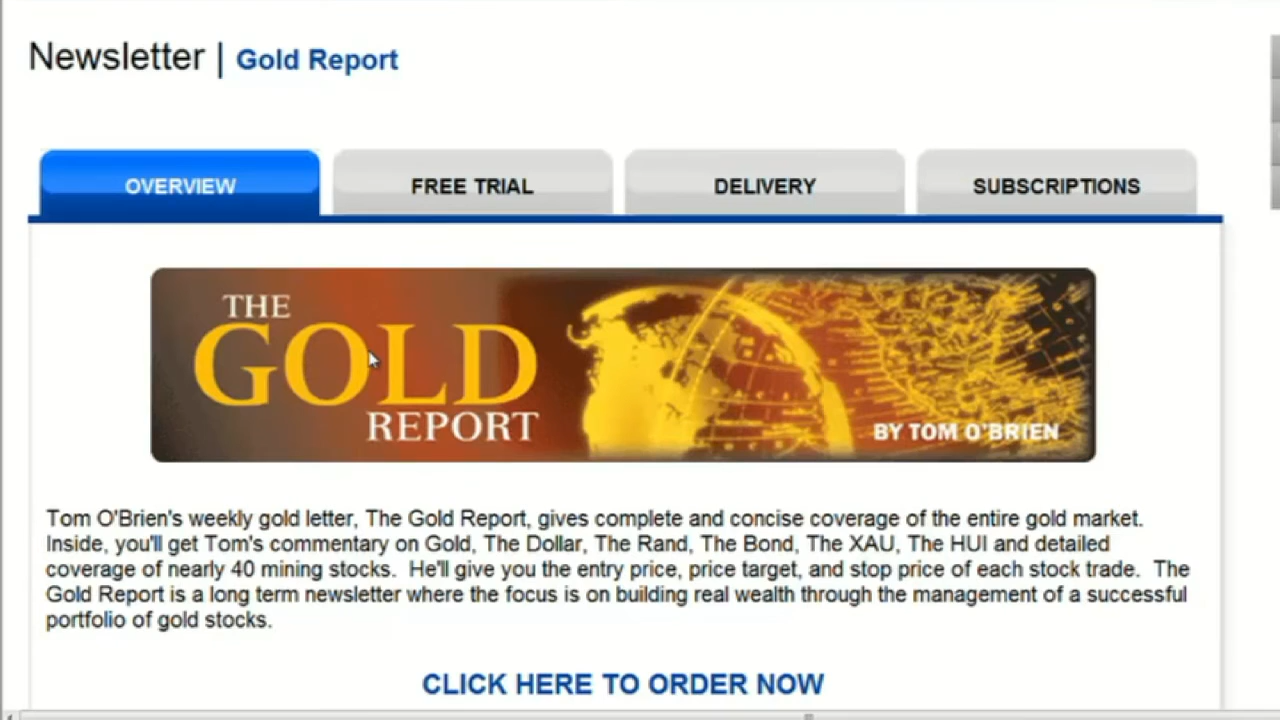 Newsletter | Gold Report
OVERVIEW
FREE TRIAL
DELIVERY
SUBSCRIPTIONS
THE
GOLD
REPORT
BY TOM O'BRIEN
Tom O'Brien's weekly gold letter, The Gold Report, gives complete and concise coverage of the entire gold market.
Inside, you'll get Tom's commentary on Gold, The Dollar, The Rand, The Bond, The XAU, The HUI and detailed
coverage of nearly 40 mining stocks.  He'll give you the entry price, price target, and stop price of each stock trade.  The
Gold Report is a long term newsletter where the focus is on building real wealth through the management of a successful
portfolio of gold stocks.
CLICK HERE TO ORDER NOW